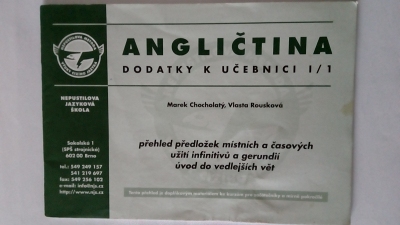 ANGLIČTINA
DODATKY K UČEBNICI I/1
NEPUSTILOVA
JAZYKOVÁ
ŠKOLA
Marek Chocholatý, Vlasta Rousková
Sokolská 1
(SPŠ strojnická)
602 00 Brno
tel.: 549 249 157
541 219 697
fax: 549 256 102
e-mail: info@njs.cz
http://www.njs.cz
přehled předložek místních a časových
užití infinitivů a gerundií
úvod do vedlejších vět